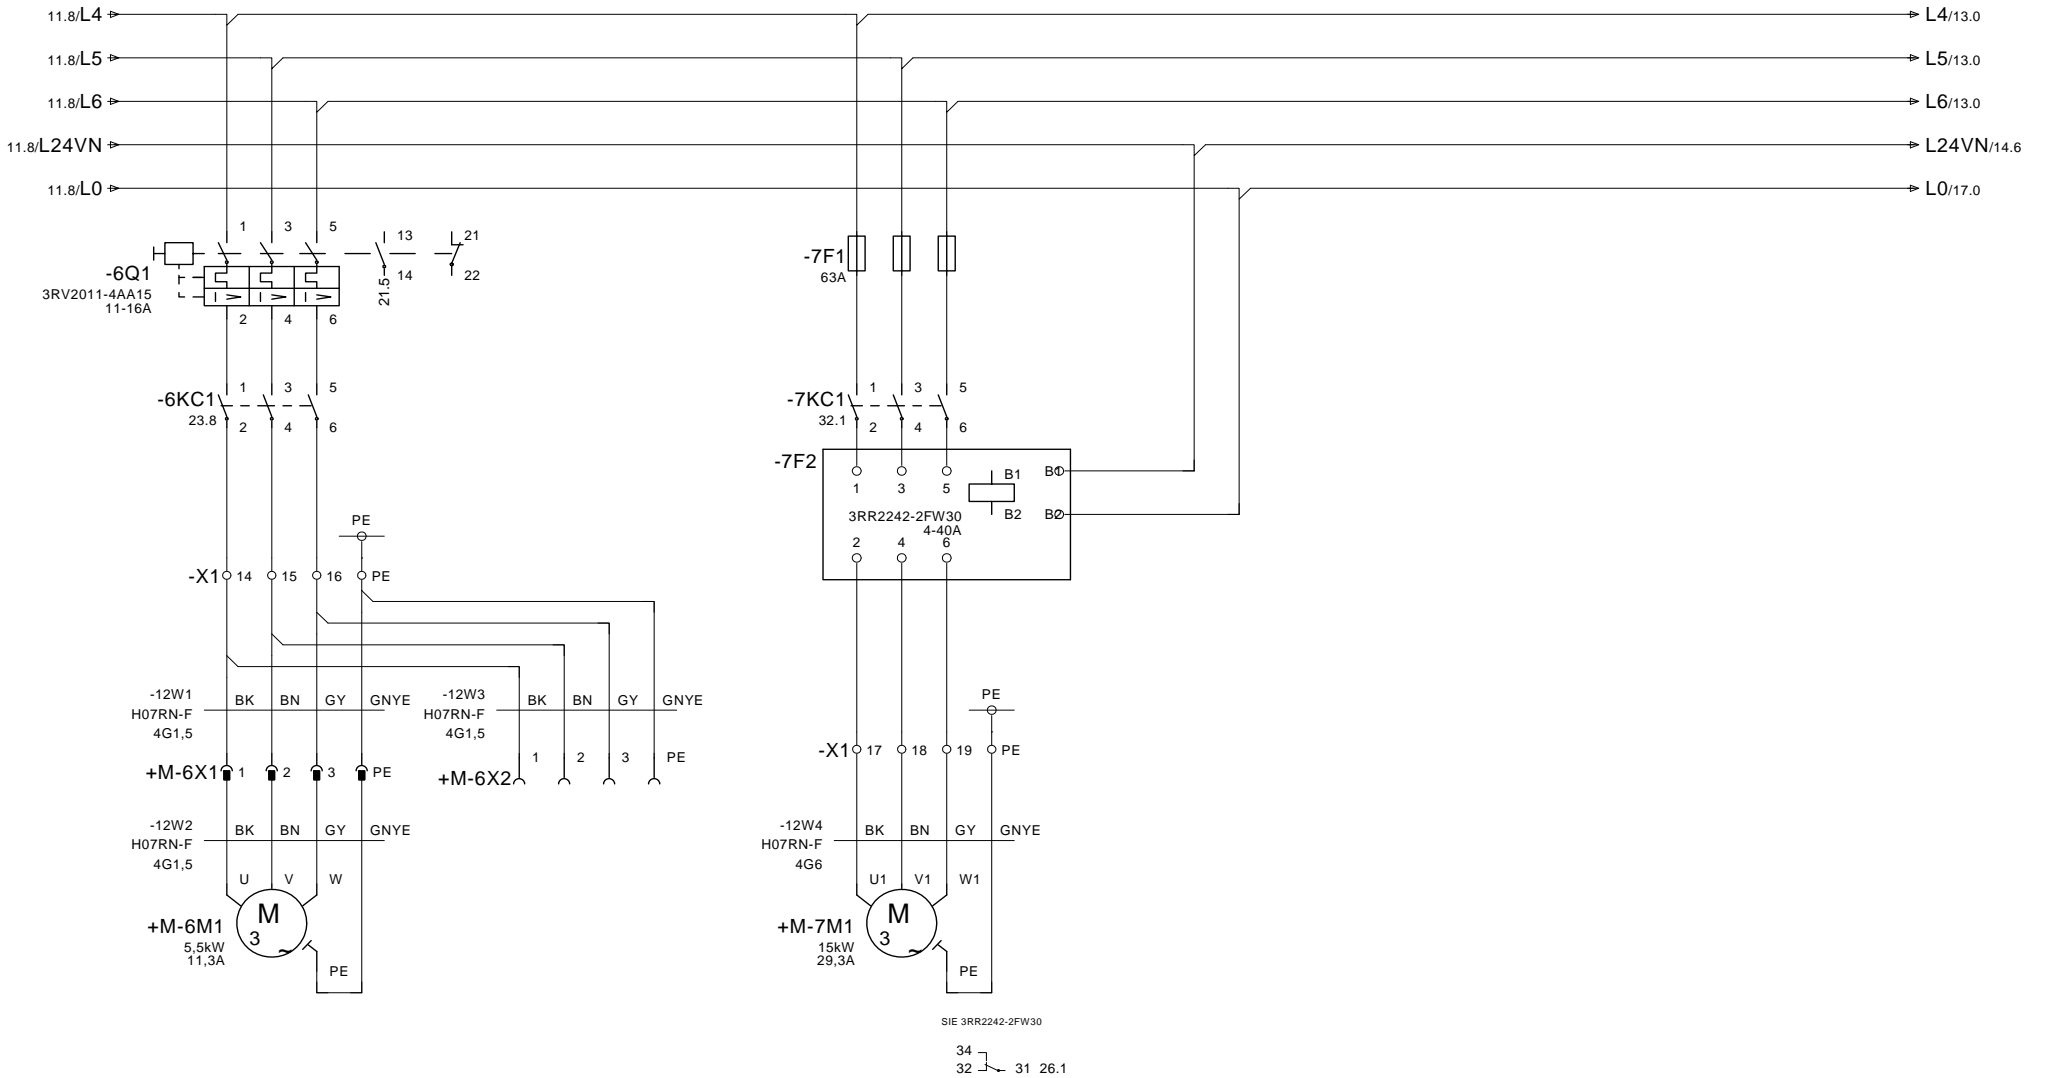 11.8/L4
L4/13.0
11.8/L5
L5/13.0
11.8/L6
L6/13.0
11.8/L24VN
L24VN/14.6
11.8/L0
L0/17.0
1 3 5 13 21
-6Q1
3RV2011-4AA15
11-16A
14 22
21.5
2 4 6
-7F1
63A
1 3 5
-6KC1
23.8
2 4 6
1 3 5
-7KC1
32.1
2 4 6
-7F2
1 3 5
B1 B1
B2 B2
3RR2242-2FW30
4-40A
2 4 6
PE
-X1 14 15 16 PE
-12W1
H07RN-F
4G1,5
BK BN GY GNYE
-12W3
H07RN-F
4G1,5
BK BN GY GNYE
+M-6X1 1 2 3 PE
+M-6X2 1 2 3 PE
-12W2
H07RN-F
4G1,5
BK BN GY GNYE
U V W
+M-6M1
5,5kW
11,3A
M
3 ~
PE
PE
-X1 17 18 19 PE
-12W4
H07RN-F
4G6
BK BN GY GNYE
U1 V1 W1
+M-7M1
15kW
29,3A
M
3 ~
PE
SIE 3RR2242-2FW30
34
32 31 26.1